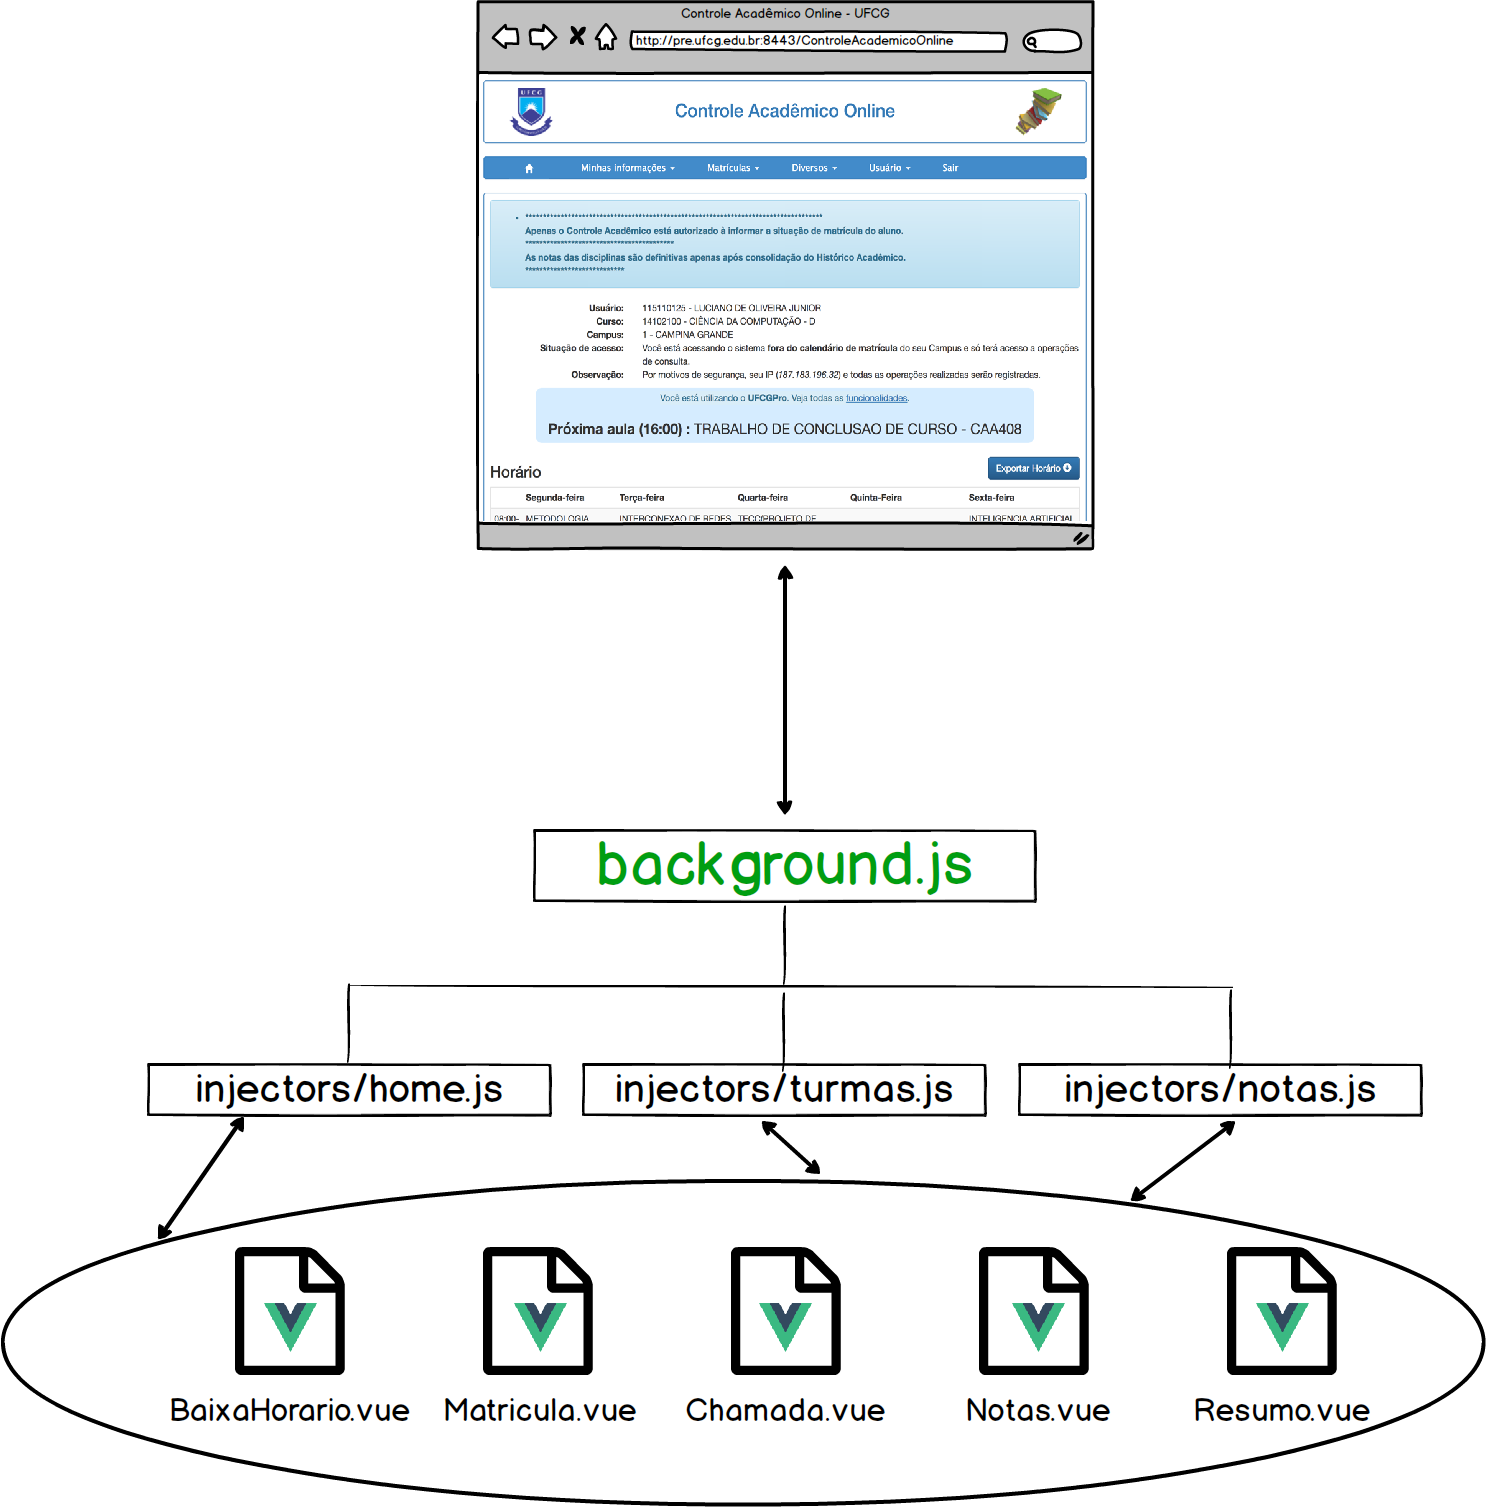 Controle Acadêmico Online - UFCG
http://pre.ufcg.edu.br:8443/ControleAcademicoOnline
UFCG
Controle Acadêmico Online
Minhas Informações Matrículas Diversos Usuário Sair
*************************************************************************************
Apenas o Controle Acadêmico está autorizado à informar a situação de matrícula do aluno.
*******************************************
As notas das disciplinas são definitivas apenas após consolidação do Histórico Acadêmico.
****************************
Usuário: 115110125 - LUCIANO DE OLIVEIRA JUNIOR
Curso: 14102100 - CIÊNCIA DA COMPUTAÇÃO - D
Campus: 1 - CAMPINA GRANDE
Situação de acesso: Você está acessando o sistema fora do calendário de matrícula do seu Campus e só terá acesso a operações
de consulta.
Observação: Por motivos de segurança, seu IP (187.183.196.32) e todas as operações realizadas serão registradas.
Você está utilizando o UFCGPro. Veja todas as funcionalidades.
Próxima aula (16:00) : TRABALHO DE CONCLUSAO DE CURSO - CAA408
Horário Exportar Horário
Segunda-feira Terça-feira Quarta-feira Quinta-Feira Sexta-feira
08:00- METODOLOGIA INTERCONEXAO DE REDES TECC(PROJETO DE INTELIGENCIA ARTIFICIAL
background.js
injectors/home.js injectors/turmas.js injectors/notas.js
BaixaHorario.vue Matricula.vue Chamada.vue Notas.vue Resumo.vue